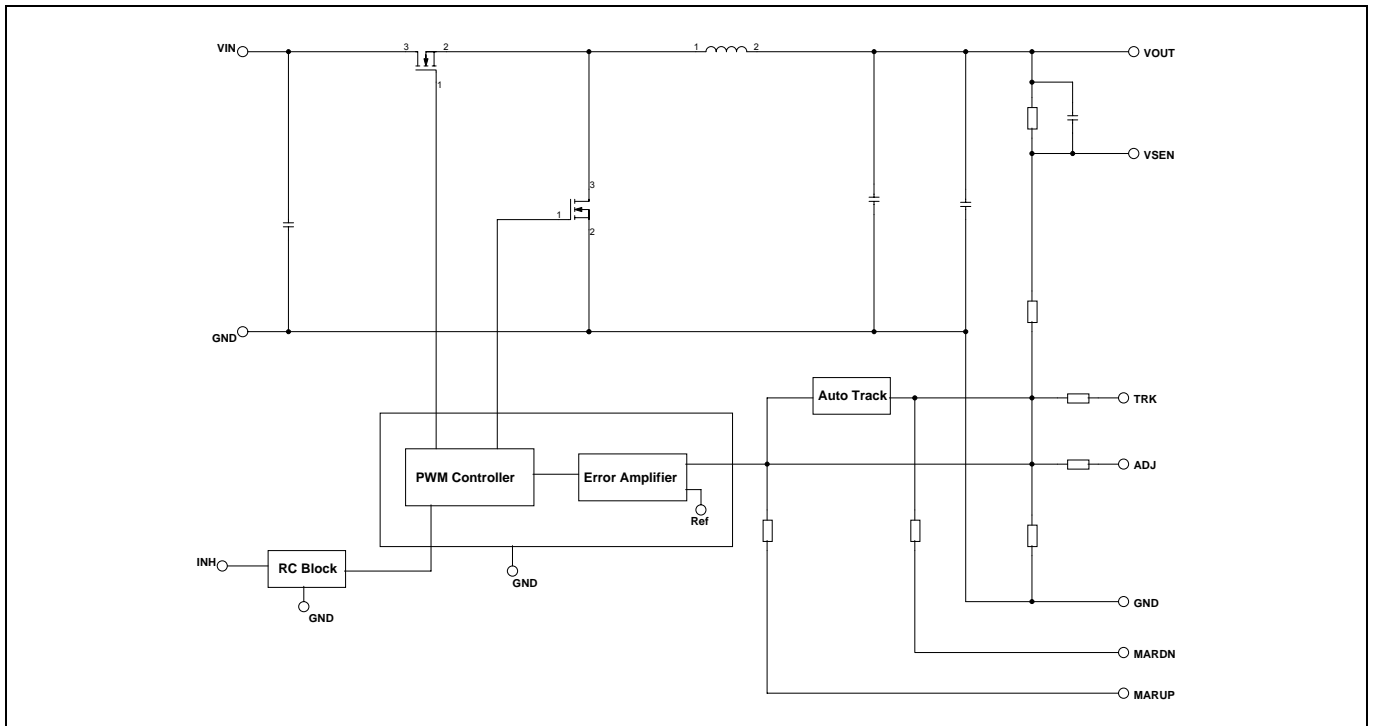 VIN
3
2
1
1
2
VOUT
VSEN
3
1
2
GND
Auto Track
TRK
PWM Controller
Error Amplifier
ADJ
Ref
INH
RC Block
GND
GND
GND
MARDN
MARUP